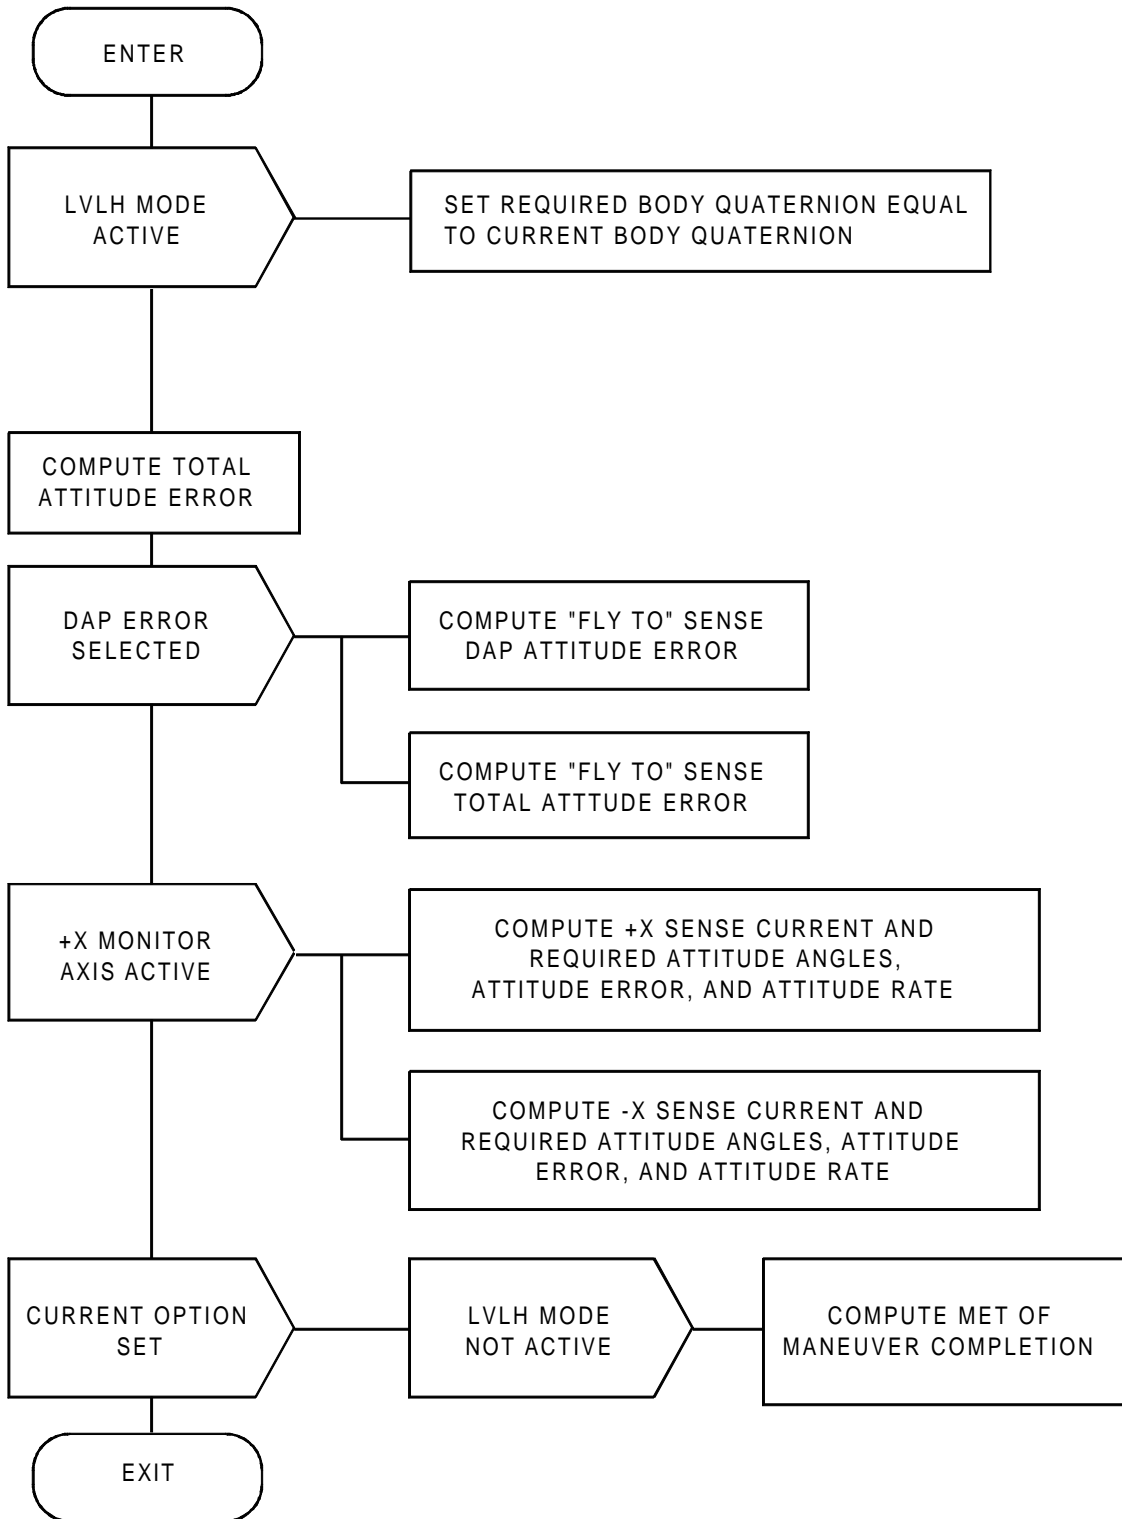 ENTER
LVLH MODE
ACTIVE
SET REQUIRED BODY QUATERNION EQUAL
TO CURRENT BODY QUATERNION
COMPUTE TOTAL
ATTITUDE ERROR
DAP ERROR
SELECTED
COMPUTE "FLY TO" SENSE
DAP ATTITUDE ERROR
COMPUTE "FLY TO" SENSE
TOTAL ATTTUDE ERROR
+X MONITOR
AXIS ACTIVE
COMPUTE +X SENSE CURRENT AND
REQUIRED ATTITUDE ANGLES,
ATTITUDE ERROR, AND ATTITUDE RATE
COMPUTE -X SENSE CURRENT AND
REQUIRED ATTITUDE ANGLES, ATTITUDE
ERROR, AND ATTITUDE RATE
CURRENT OPTION
SET
LVLH MODE
NOT ACTIVE
COMPUTE MET OF
MANEUVER COMPLETION
EXIT